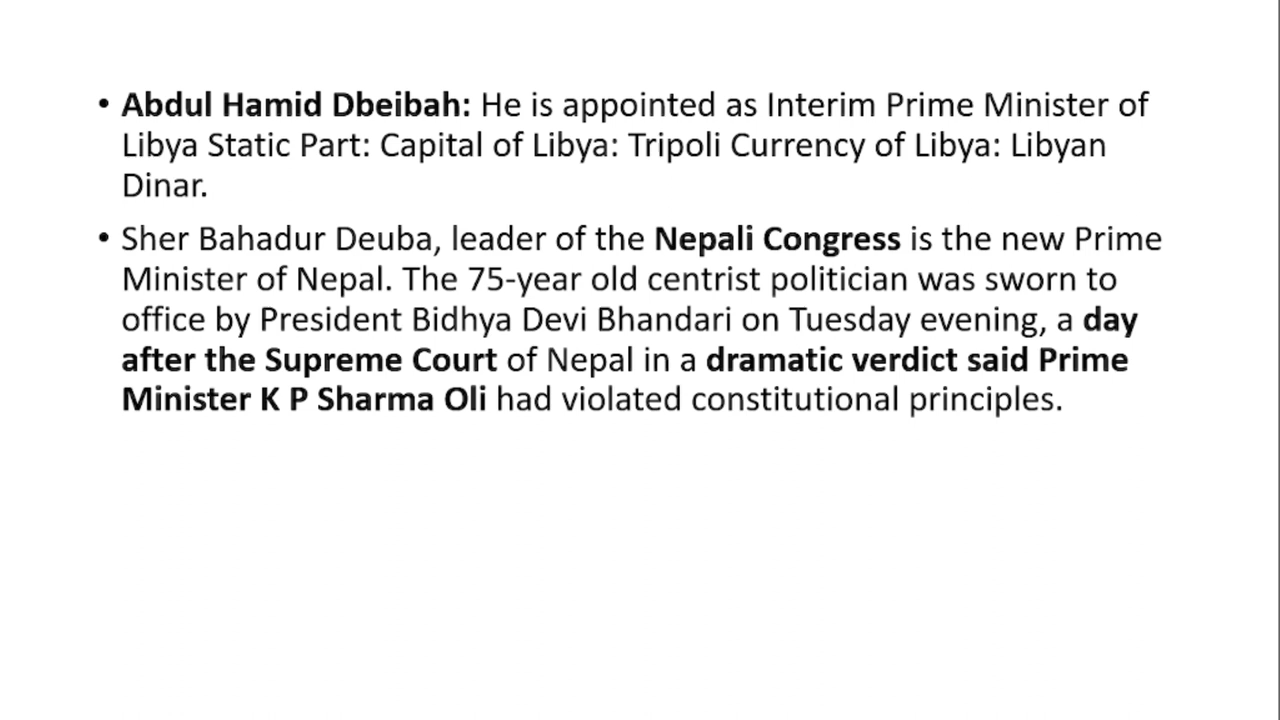 • Abdul Hamid Dbeibah: He is appointed as Interim Prime Minister of
Libya Static Part: Capital of Libya: Tripoli Currency of Libya: Libyan
Dinar.
• Sher Bahadur Deuba, leader of the Nepali Congress is the new Prime
Minister of Nepal. The 75-year old centrist politician was sworn to
office by President Bidhya Devi Bhandari on Tuesday evening, a day
after the Supreme Court of Nepal in a dramatic verdict said Prime
Minister K P Sharma Oli had violated constitutional principles.